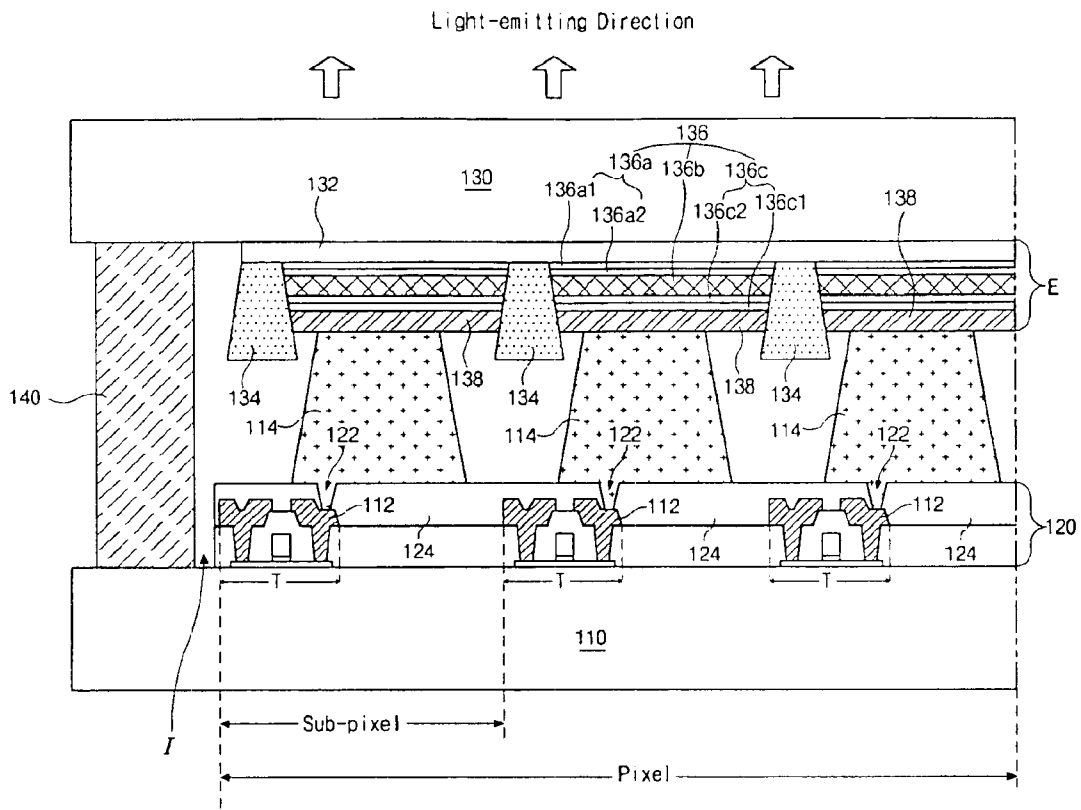 Light-emitting Direction
136
136a 136b 136c
132 130 136a1 136a2 136c2 136c1 138
E
134 138 134 138 134
140
114 122 114 114 122
112 112 112
124 124 124 120
T T T
110
I Sub-pixel
Pixel